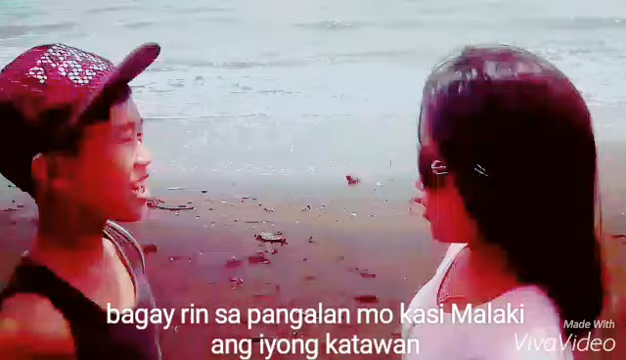 bagay rin sa pangalan mo kasi Malaki
ang iyong katawan
Made With
VivaVideo